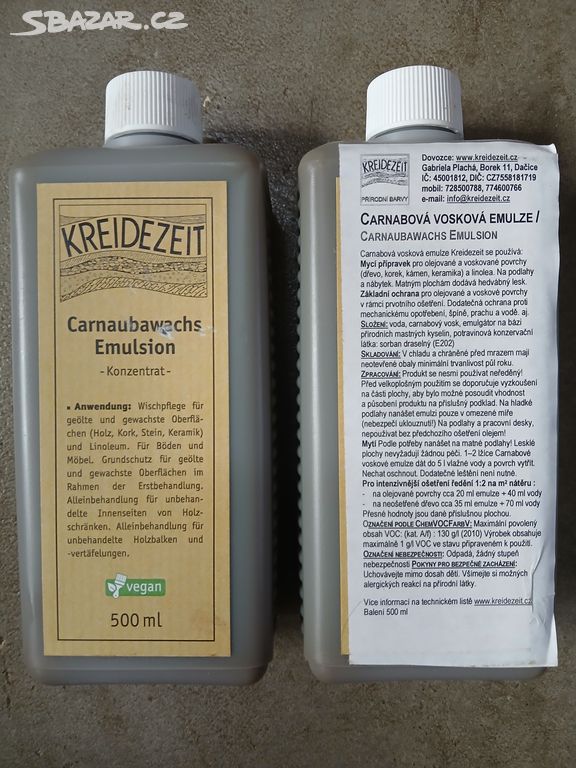 SBAZAR.CZ
KREIDEZEIT
Carnaubawachs
Emulsion
- Konzentrat -
▪ Anwendung: Wischpflege für
geölte und gewachste Oberflä-
chen (Holz, Kork, Stein, Keramik)
und Linoleum. Für Böden und
Möbel. Grundschutz für geölte
und gewachste Oberflächen im
Rahmen der Erstbehandlung.
Alleinbehandlung für unbehan-
delte Innenseiten von Holz-
schränken. Alleinbehandlung für
unbehandelte Holzbalken und
-vertäfelungen.
vegan
500 ml
KREIDEZEIT
PŘÍRODNÍ BARVY
Dovozce: www.kreidezeit.cz
Gabriela Plachá, Borek 11, Dačice
IČ: 45001812, DIČ: CZ7558181719
mobil: 728500788, 774600766
e-mail: info@kreidezeit.cz
CARNABOVÁ VOSKOVÁ EMULZE /
CARNAUBAWACHS EMULSION
Carnabová vosková emulze Kreidezeit se používá:
Mycí přípravek pro olejované a voskované povrchy
(dřevo, korek, kámen, keramika) a linolea. Na podlahy
a nábytek. Matným plochám dodává hedvábný lesk.
Základní ochrana pro olejované a voskové povrchy
v rámci prvotního ošetření. Dodatečná ochrana proti
mechanickému opotřebení, špíně, prachu a vodě. aj.
SLOŽENÍ: voda, carnabový vosk, emulgátor na bázi
přírodních mastných kyselin, potravinová konzervační
látka: sorban draselný (E202)
SKLADOVÁNÍ: V chladu a chráněné před mrazem mají
neotevřené obaly minimální trvanlivost půl roku.
ZPRACOVÁNÍ: Produkt se nesmí používat neředěný!
Před velkoplošným použitím se doporučuje vyzkoušení
na části plochy, aby bylo možné posoudit vhodnost
a působení produktu na příslušný podklad. Na hladké
podlahy nanášet emulzi pouze v omezené míře
(nebezpečí uklouznutí!) Na podlahy a pracovní desky,
nepoužívat bez předchozího ošetření olejem!
Mytí Podle potřeby nanášet na matné podlahy! Lesklé
plochy nevyžadují žádnou péči. 1–2 lžíce Carnabové
voskové emulze dát do 5 l vlažné vody a povrch vytřít.
Nechat oschnout. Dodatečné leštění není nutné.
Pro intenzivnější ošetření ředění 1:2 na m² nátěru :
- na olejované povrchy cca 20 ml emulze + 40 ml vody
- na neošetřené dřevo cca 35 ml emulze + 70 ml vody
Přesné hodnoty jsou dané příslušnou plochou.
OZNAČENÍ PODLE CHEMVOCFARBV: Maximální povolený
obsah VOC: (kat. A/f) : 130 g/l (2010) Výrobek obsahuje
maximálně 1 g/l VOC ve stavu připraveném k použití.
OZNAČENÍ NEBEZPEČNOSTI: Odpadá, žádný stupeň
nebezpečnosti POKYNY PRO BEZPEČNÉ ZACHÁZENÍ:
Uchovávejte mimo dosah dětí. Všímejte si možných
alergických reakcí na přírodní látky.
Více informací na technickém listě www.kreidezeit.cz
Balení 500 ml